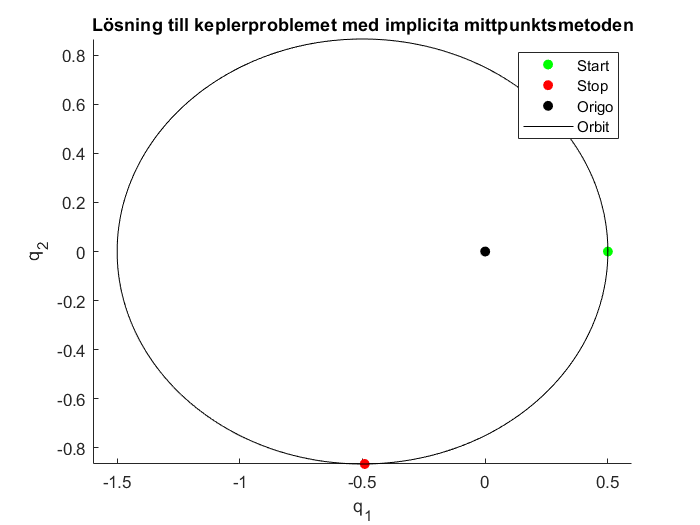 Lösning till keplerproblemet med implicita mittpunktsmetoden
Start
Stop
Origo
Orbit
0.8
0.6
0.4
0.2
0
-0.2
-0.4
-0.6
-0.8
q2
-1.5 -1 -0.5 0 0.5
q1